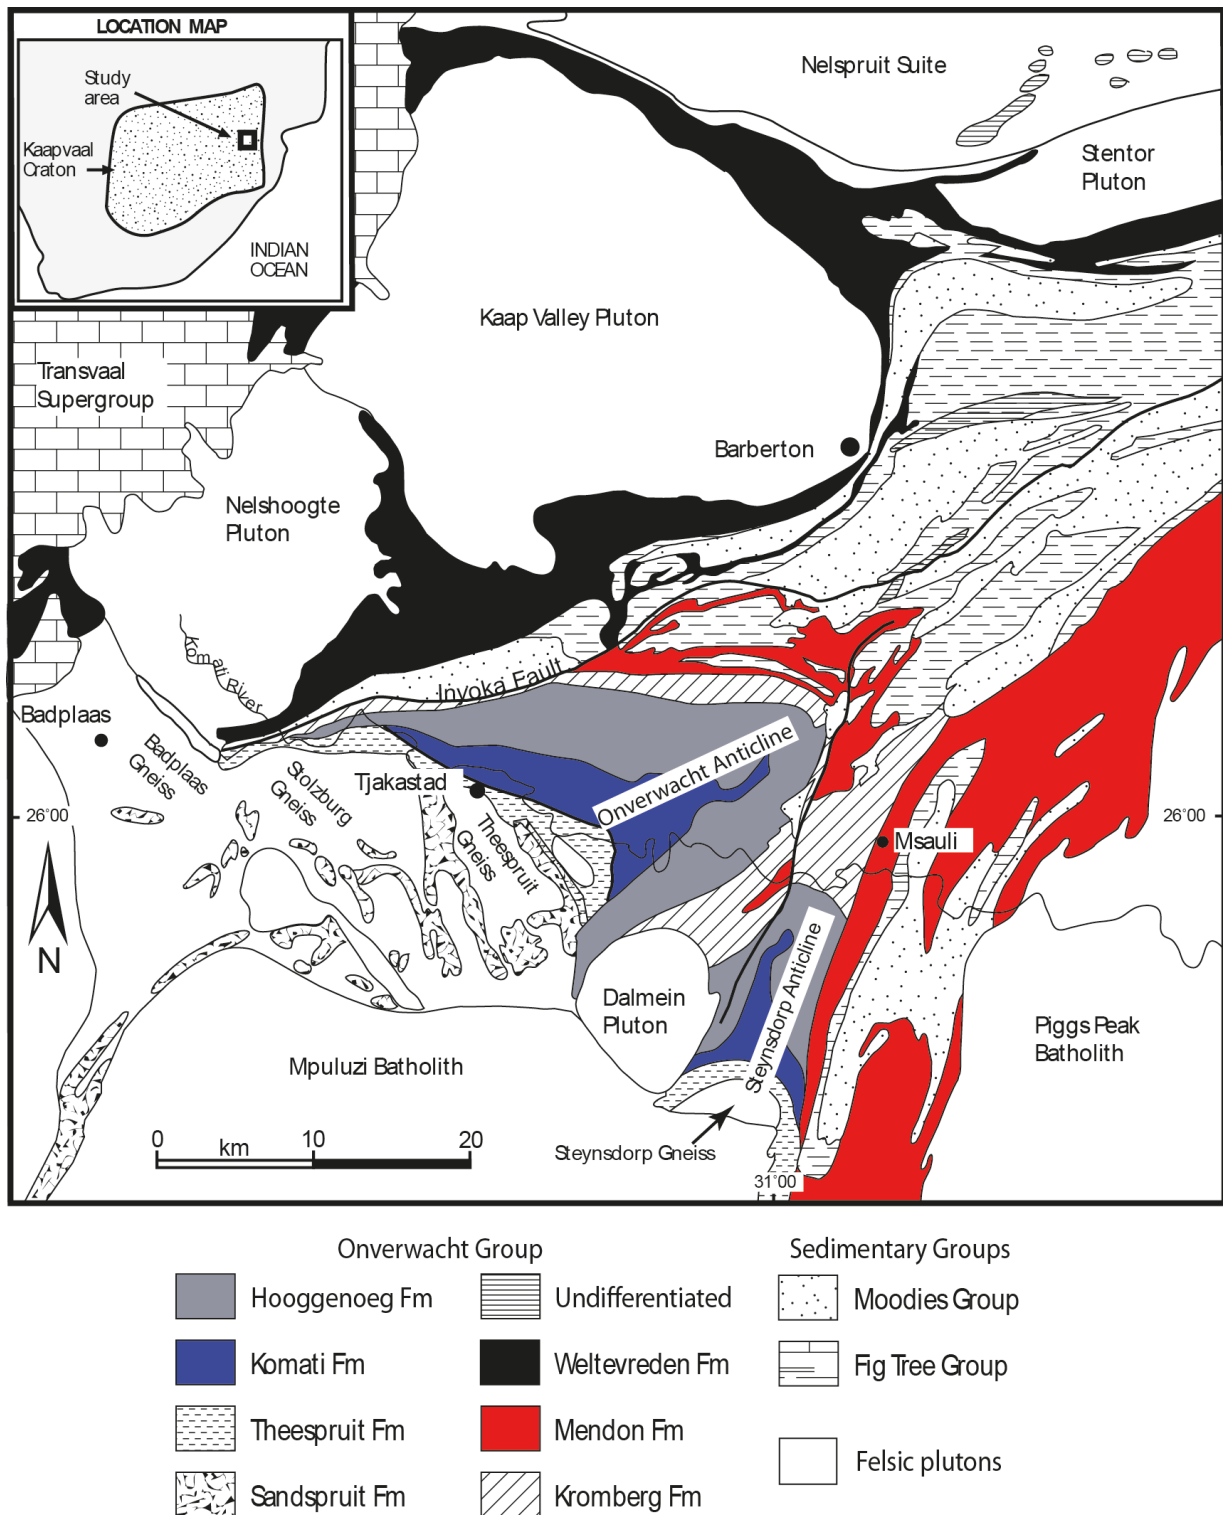 LOCATION MAP
Study
area
Kaapvaal
Craton
INDIAN
OCEAN
Nelspruit Suite
Stentor
Pluton
Kaap Valley Pluton
Transvaal
Supergroup
Barberton
Nelshoogte
Pluton
Komati River
Inyoka Fault
Badplaas
Badplaas
Gneiss
Stolzburg
Gneiss
Tjakastad
Theespruit
Gneiss
Onverwacht Anticline
26°00
26°00
Msauli
N
Steynsdorp Anticline
Dalmein
Pluton
Piggs Peak
Batholith
Mpuluzi Batholith
0 10 20
km
Steynsdorp Gneiss
31°00
Onverwacht Group
Sedimentary Groups
Hooggenoeg Fm
Undifferentiated
Moodies Group
Komati Fm
Weltevreden Fm
Fig Tree Group
Theespruit Fm
Mendon Fm
Felsic plutons
Sandspruit Fm
Kromberg Fm